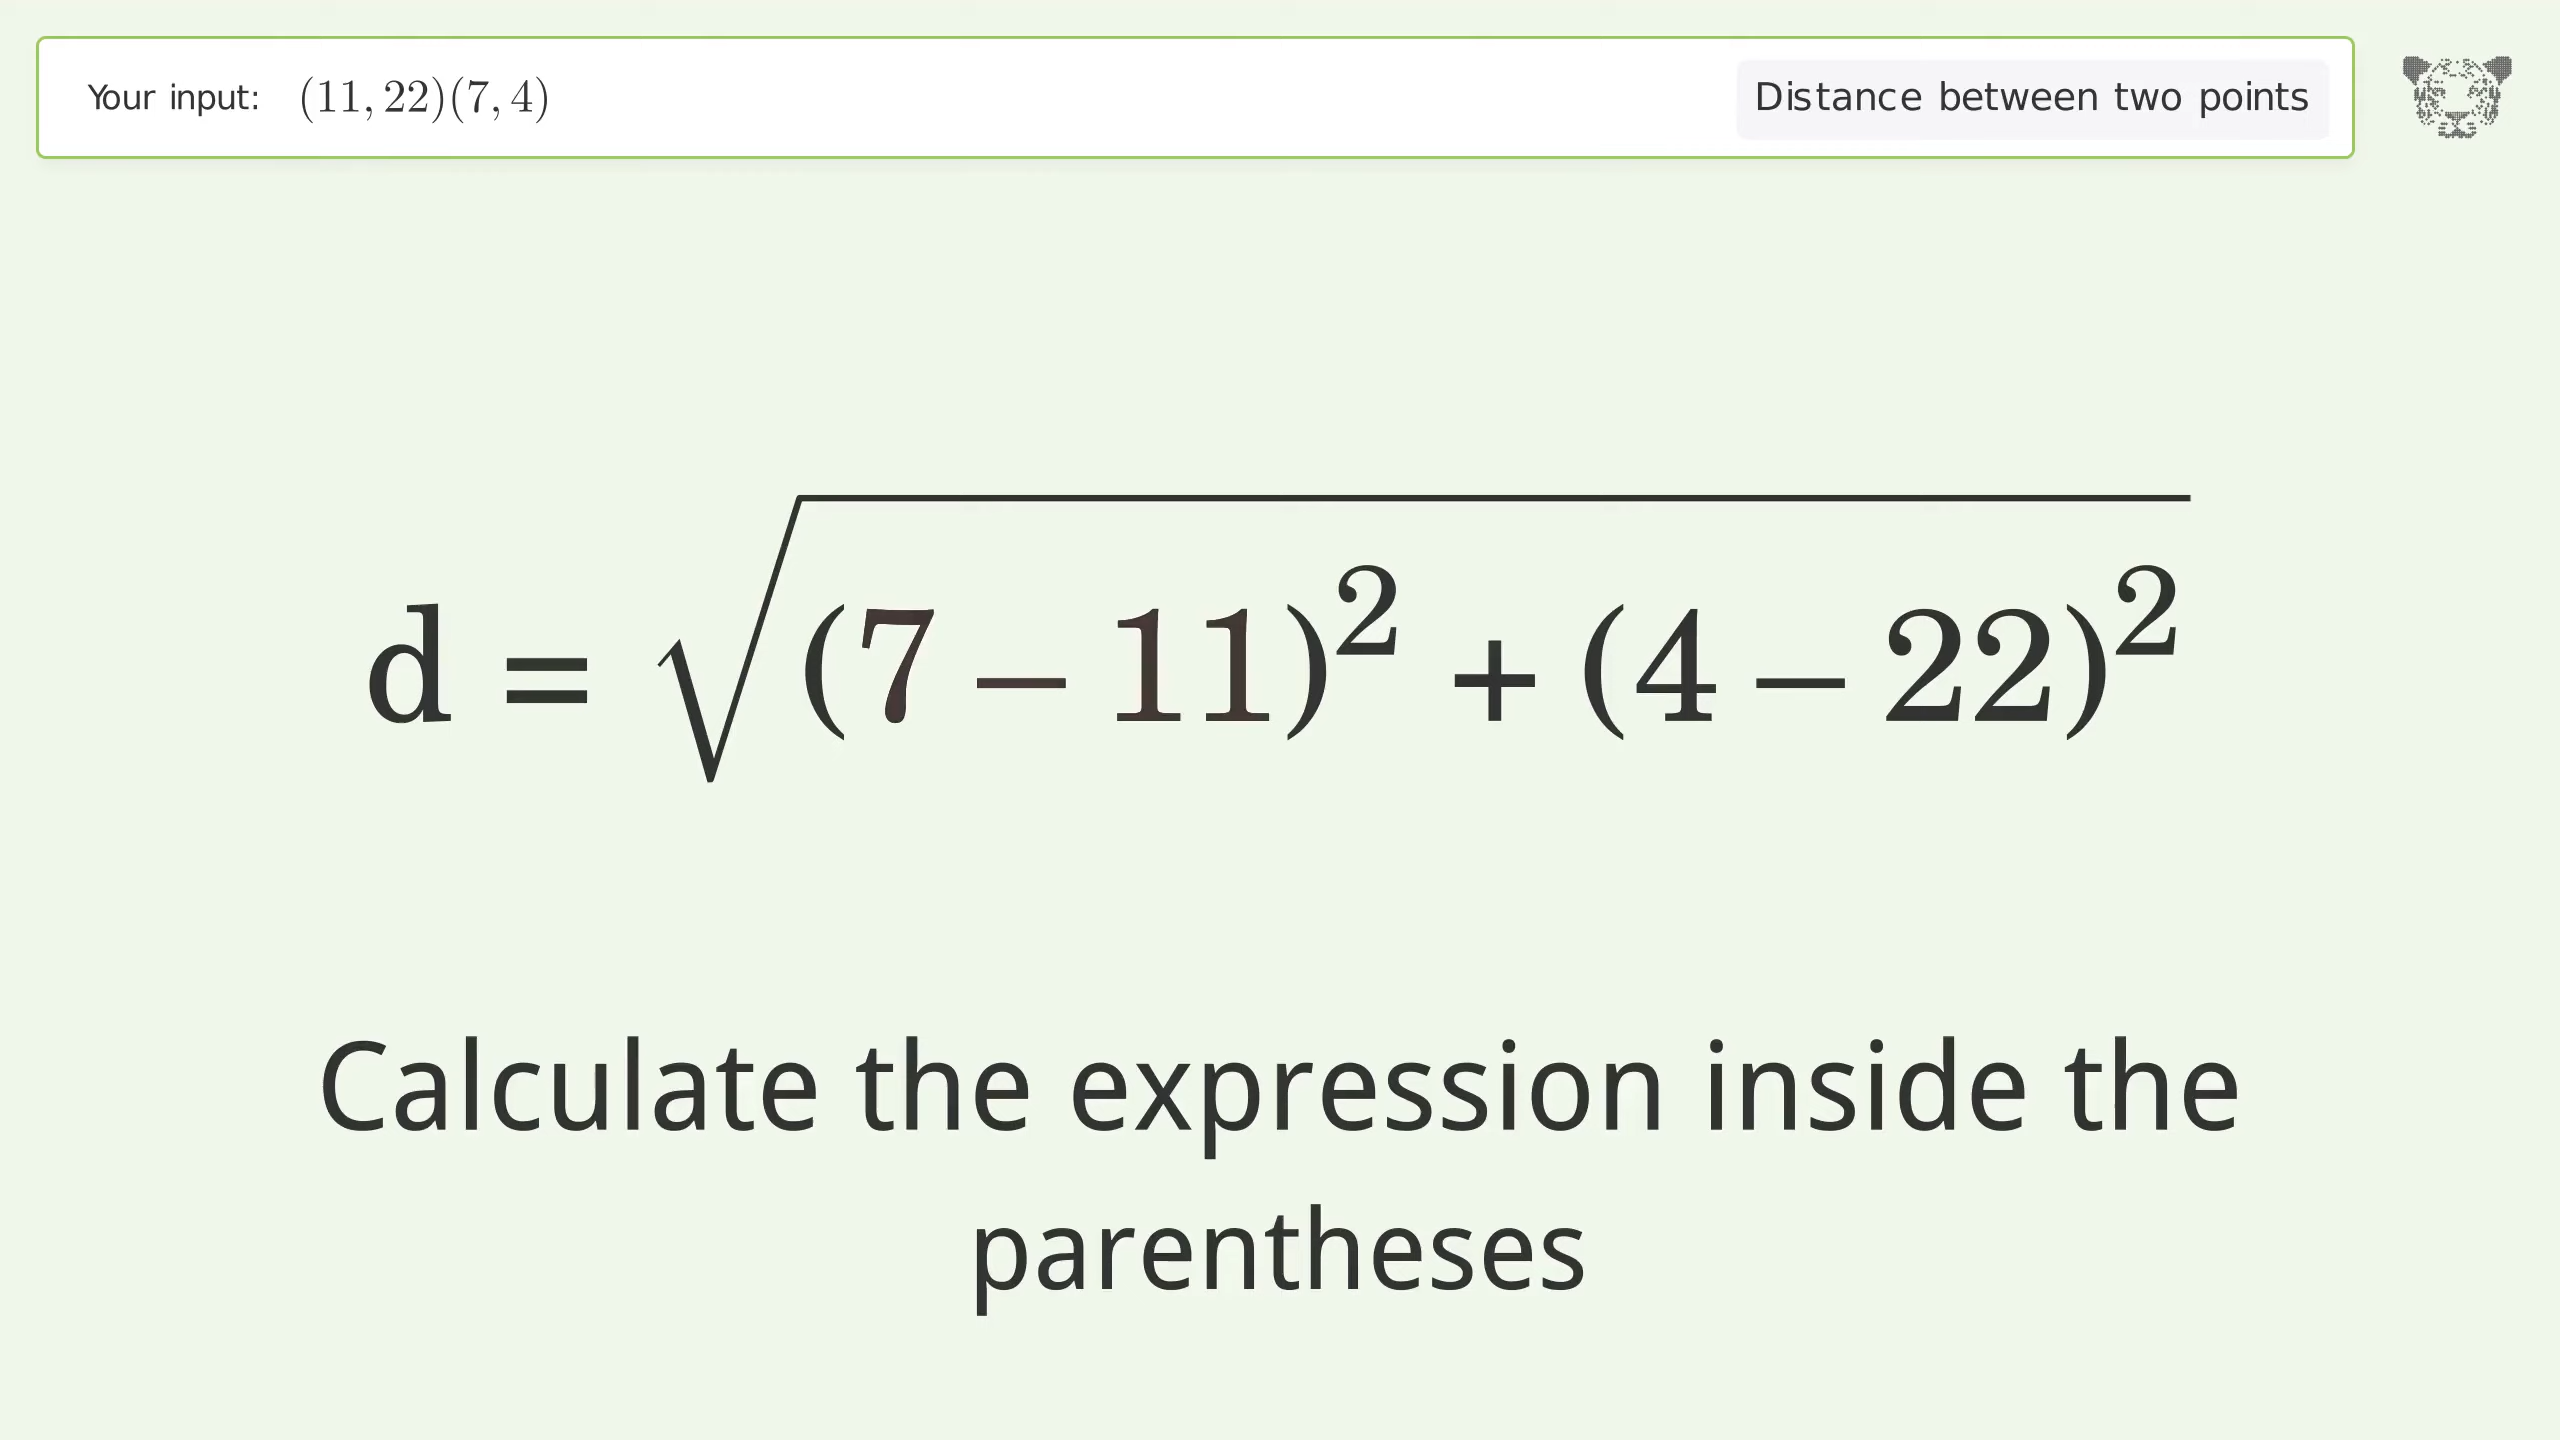 Your input: (11, 22)(7, 4)
Distance between two points
d = √(7 − 11)² + (4 − 22)²
Calculate the expression inside the
parentheses